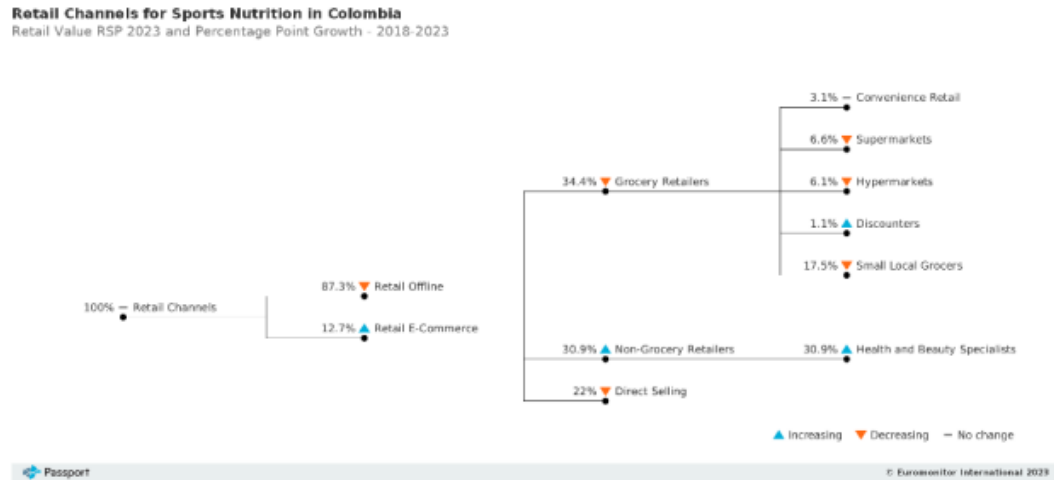 Retail Channels for Sports Nutrition in Colombia
Retail Value RSP 2023 and Percentage Point Growth - 2018-2023
3.1% — Convenience Retail
6.6% ▼ Supermarkets
34.4% ▼ Grocery Retailers
6.1% ▼ Hypermarkets
1.1% ▲ Discounters
17.5% ▼ Small Local Grocers
87.3% ▼ Retail Offline
100% — Retail Channels
12.7% ▲ Retail E-Commerce
30.9% ▲ Non-Grocery Retailers
30.9% ▲ Health and Beauty Specialists
22% ▼ Direct Selling
▲ Increasing ▼ Decreasing — No change
Passport
© Euromonitor International 2023